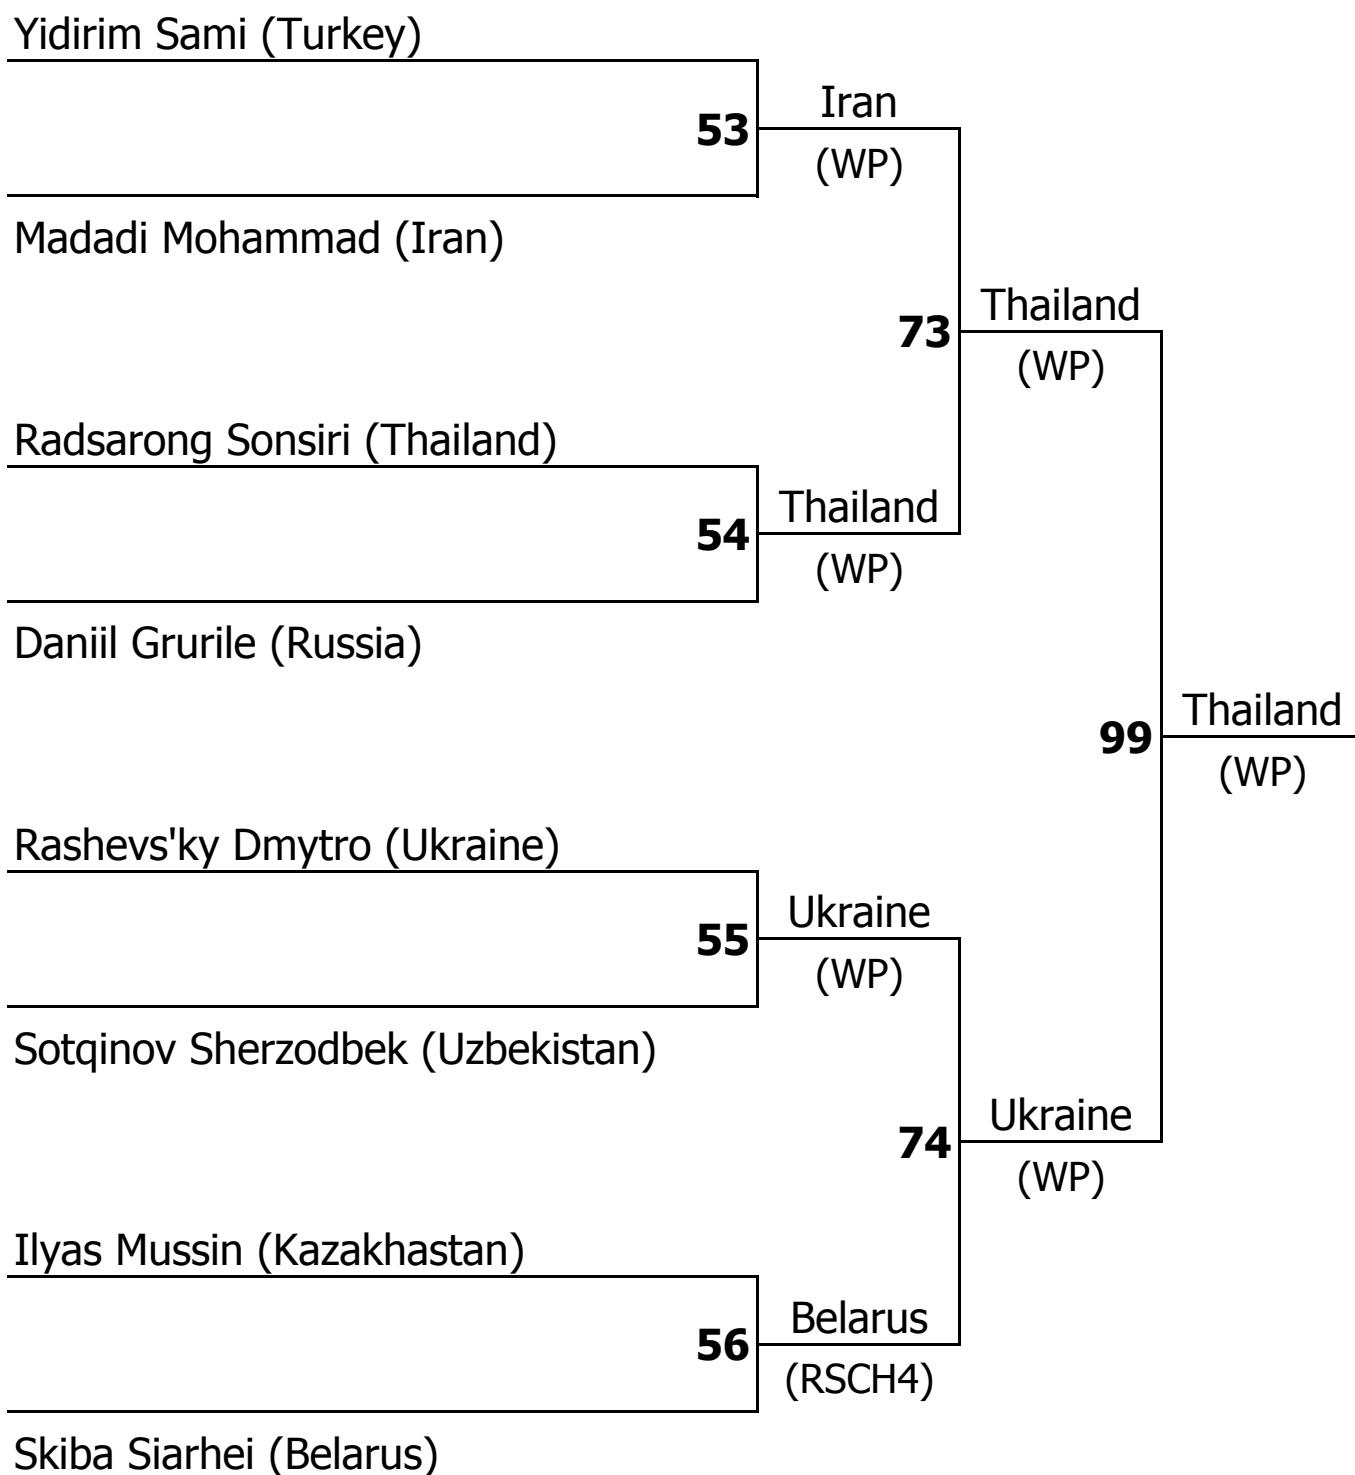 Yidirim Sami (Turkey)
Iran
53
(WP)
Madadi Mohammad (Iran)
Thailand
73
(WP)
Radsarong Sonsiri (Thailand)
Thailand
54
(WP)
Daniil Grurile (Russia)
Thailand
99
(WP)
Rashevs'ky Dmytro (Ukraine)
Ukraine
55
(WP)
Sotqinov Sherzodbek (Uzbekistan)
Ukraine
74
(WP)
Ilyas Mussin (Kazakhastan)
Belarus
56
(RSCH4)
Skiba Siarhei (Belarus)